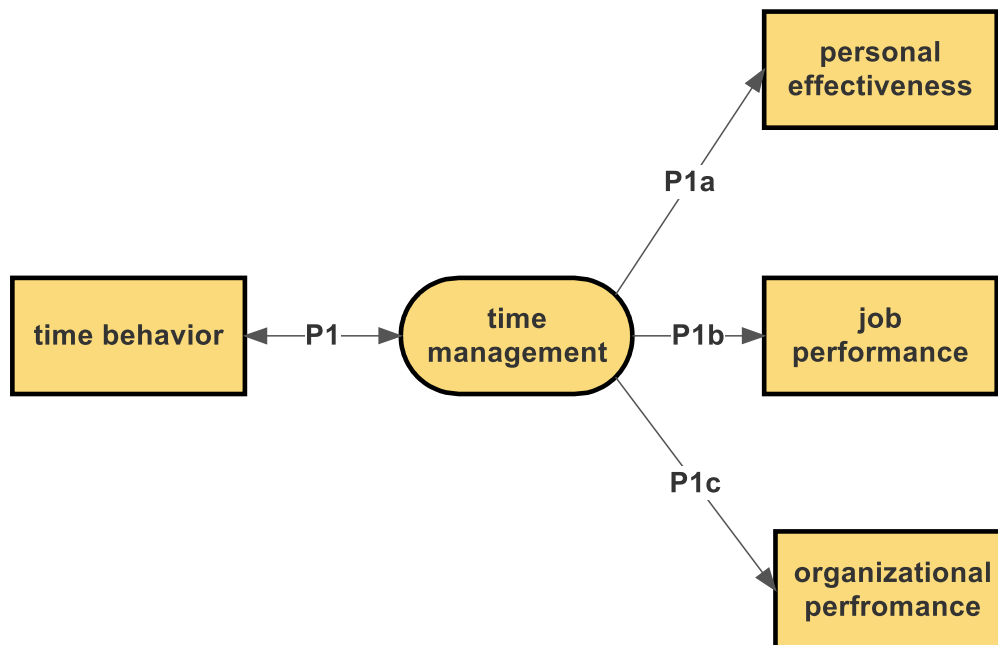 personal
effectiveness
P1a
time behavior
P1
time
management
P1b
job
performance
P1c
organizational
perfromance